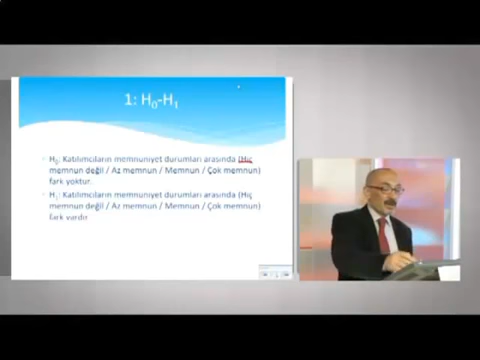 1: H₀-H₁
H₀: Katılımcıların memnuniyet durumları arasında (Hiç
memnun değil / Az memnun / Memnun / Çok memnun)
fark yoktur.
H₁: Katılımcıların memnuniyet durumları arasında (Hiç
memnun değil / Az memnun / Memnun / Çok memnun)
fark vardır